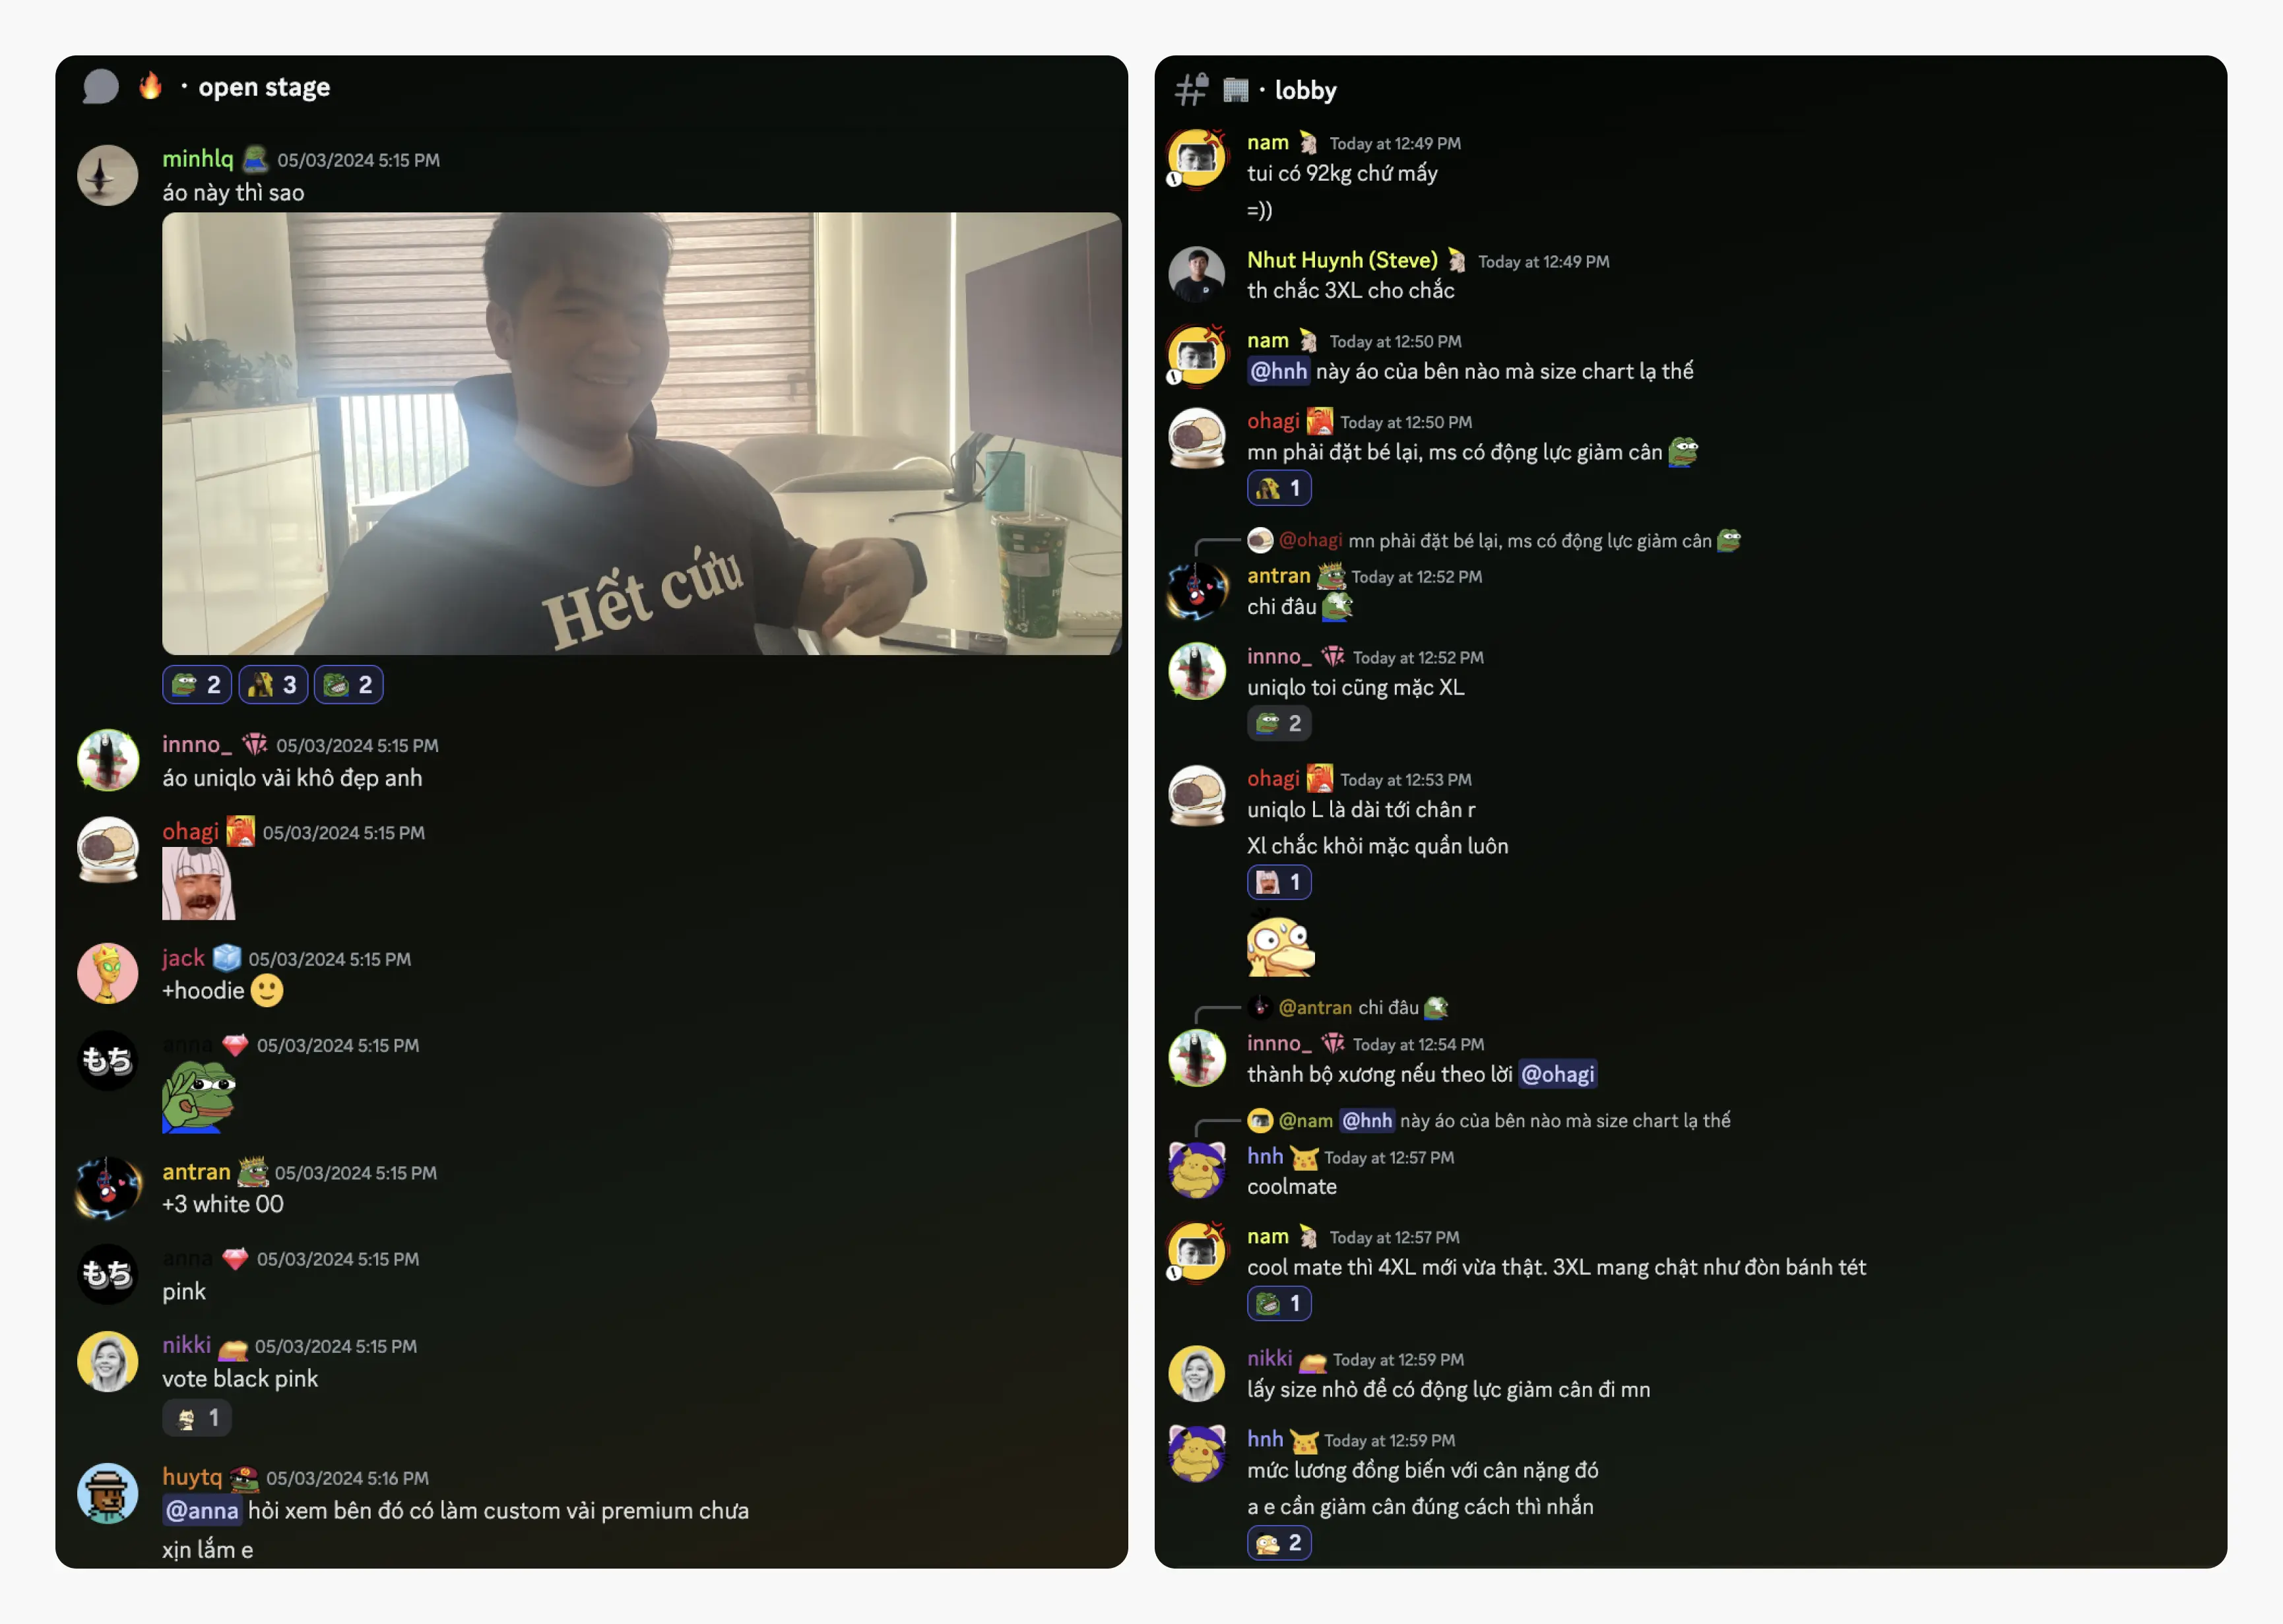 · open stage
minhlq 05/03/2024 5:15 PM
áo này thì sao
Hết cứu
2 3 2
innno_ 05/03/2024 5:15 PM
áo uniqlo vải khô đẹp anh
ohagi 05/03/2024 5:15 PM
jack 05/03/2024 5:15 PM
+hoodie
もち
anna 05/03/2024 5:15 PM
antran 05/03/2024 5:15 PM
+3 white 00
もち
anna 05/03/2024 5:15 PM
pink
nikki 05/03/2024 5:15 PM
vote black pink
1
huytq 05/03/2024 5:16 PM
@anna hỏi xem bên đó có làm custom vải premium chưa
xịn lắm e
· lobby
nam Today at 12:49 PM
tui có 92kg chứ mấy
=))
Nhut Huynh (Steve) Today at 12:49 PM
th chắc 3XL cho chắc
nam Today at 12:50 PM
@hnh này áo của bên nào mà size chart lạ thế
ohagi Today at 12:50 PM
mn phải đặt bé lại, ms có động lực giảm cân
1
@ohagi mn phải đặt bé lại, ms có động lực giảm cân
antran Today at 12:52 PM
chi đâu
innno_ Today at 12:52 PM
uniqlo toi cũng mặc XL
2
ohagi Today at 12:53 PM
uniqlo L là dài tới chân r
Xl chắc khỏi mặc quần luôn
1
@antran chi đâu
innno_ Today at 12:54 PM
thành bộ xương nếu theo lời @ohagi
@nam @hnh này áo của bên nào mà size chart lạ thế
hnh Today at 12:57 PM
coolmate
nam Today at 12:57 PM
cool mate thì 4XL mới vừa thật. 3XL mang chật như đòn bánh tét
1
nikki Today at 12:59 PM
lấy size nhỏ để có động lực giảm cân đi mn
hnh Today at 12:59 PM
mức lương đồng biến với cân nặng đó
a e cần giảm cân đúng cách thì nhắn
2